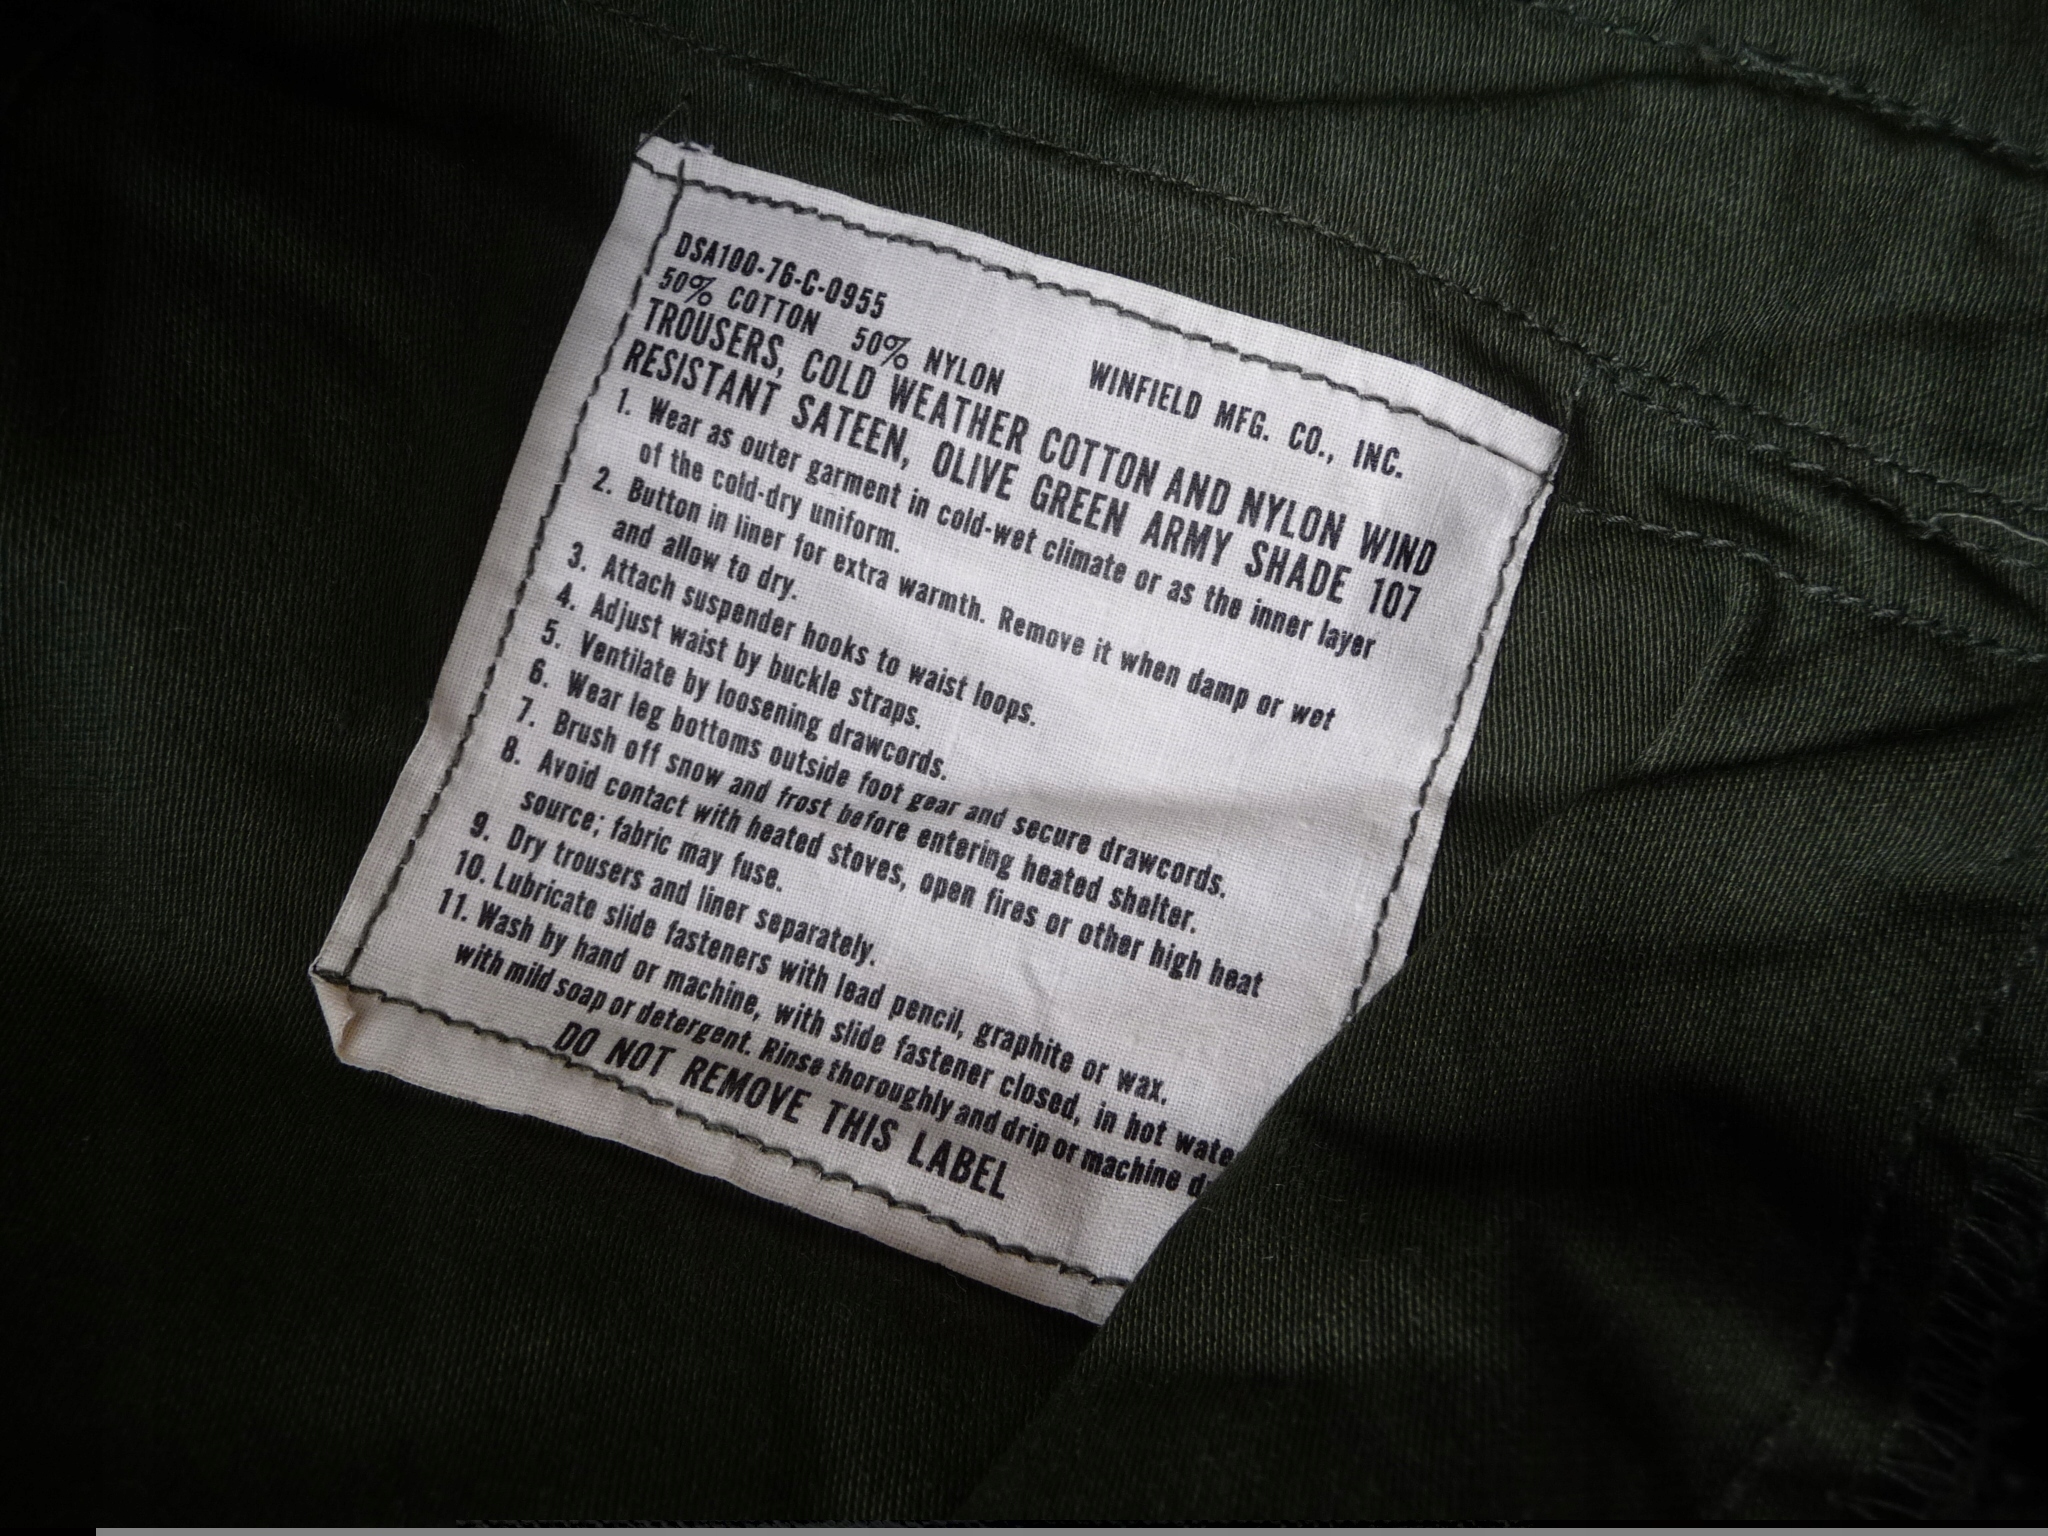 DSA100-76-C-0955
50% COTTON 50% NYLON WINFIELD MFG. CO., INC.
TROUSERS, COLD WEATHER COTTON AND NYLON WIND
RESISTANT SATEEN, OLIVE GREEN ARMY SHADE 107
1. Wear as outer garment in cold-wet climate or as the inner layer
of the cold-dry uniform.
2. Button in liner for extra warmth. Remove it when damp or wet
and allow to dry.
3. Attach suspender hooks to waist loops.
4. Adjust waist by buckle straps.
5. Ventilate by loosening drawcords.
6. Wear leg bottoms outside foot gear and secure drawcords.
7. Brush off snow and frost before entering heated shelter.
8. Avoid contact with heated stoves, open fires or other high heat
source; fabric may fuse.
9. Dry trousers and liner separately.
10. Lubricate slide fasteners with lead pencil, graphite or wax.
11. Wash by hand or machine, with slide fastener closed, in hot wate
with mild soap or detergent. Rinse thoroughly and drip or machine d
DO NOT REMOVE THIS LABEL